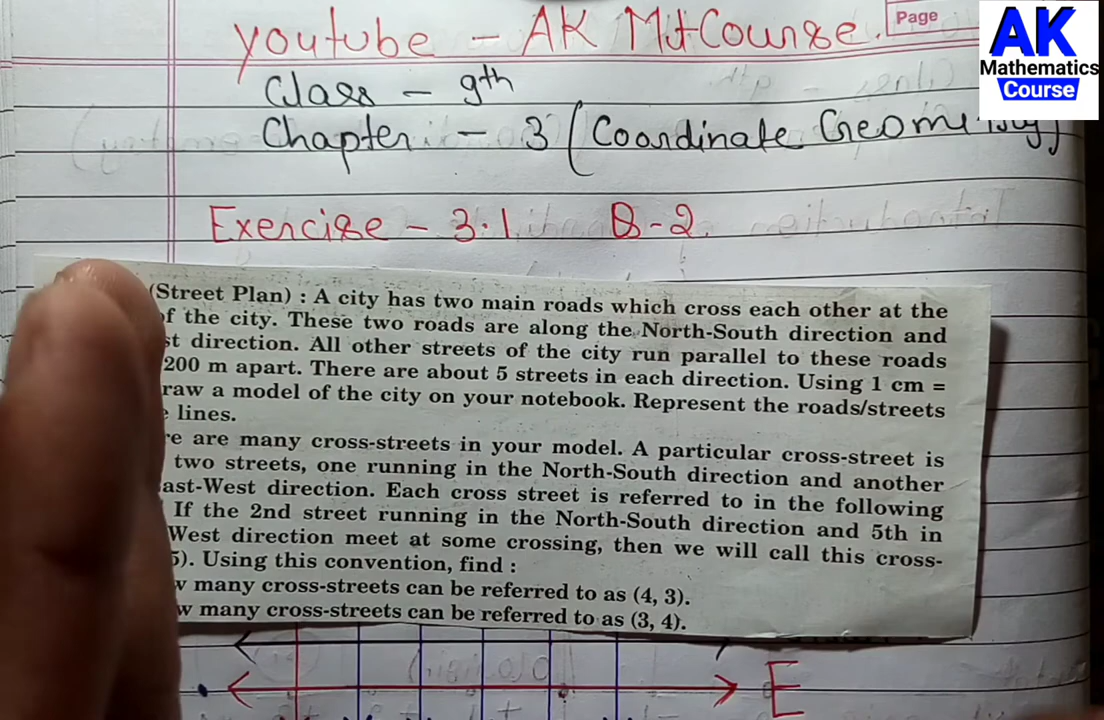 youtube - AK MatCourse.
Page
AK
Mathematics
Course
Class - 9th
Chapter - 3 (Coordinate Geometry)
Exercise - 3.1 Q-2.
(Street Plan) : A city has two main roads which cross each other at the
of the city. These two roads are along the North-South direction and
st direction. All other streets of the city run parallel to these roads
200 m apart. There are about 5 streets in each direction. Using 1 cm =
raw a model of the city on your notebook. Represent the roads/streets
e lines.
re are many cross-streets in your model. A particular cross-street is
two streets, one running in the North-South direction and another
ast-West direction. Each cross street is referred to in the following
If the 2nd street running in the North-South direction and 5th in
West direction meet at some crossing, then we will call this cross-
5). Using this convention, find :
w many cross-streets can be referred to as (4, 3).
w many cross-streets can be referred to as (3, 4).
E